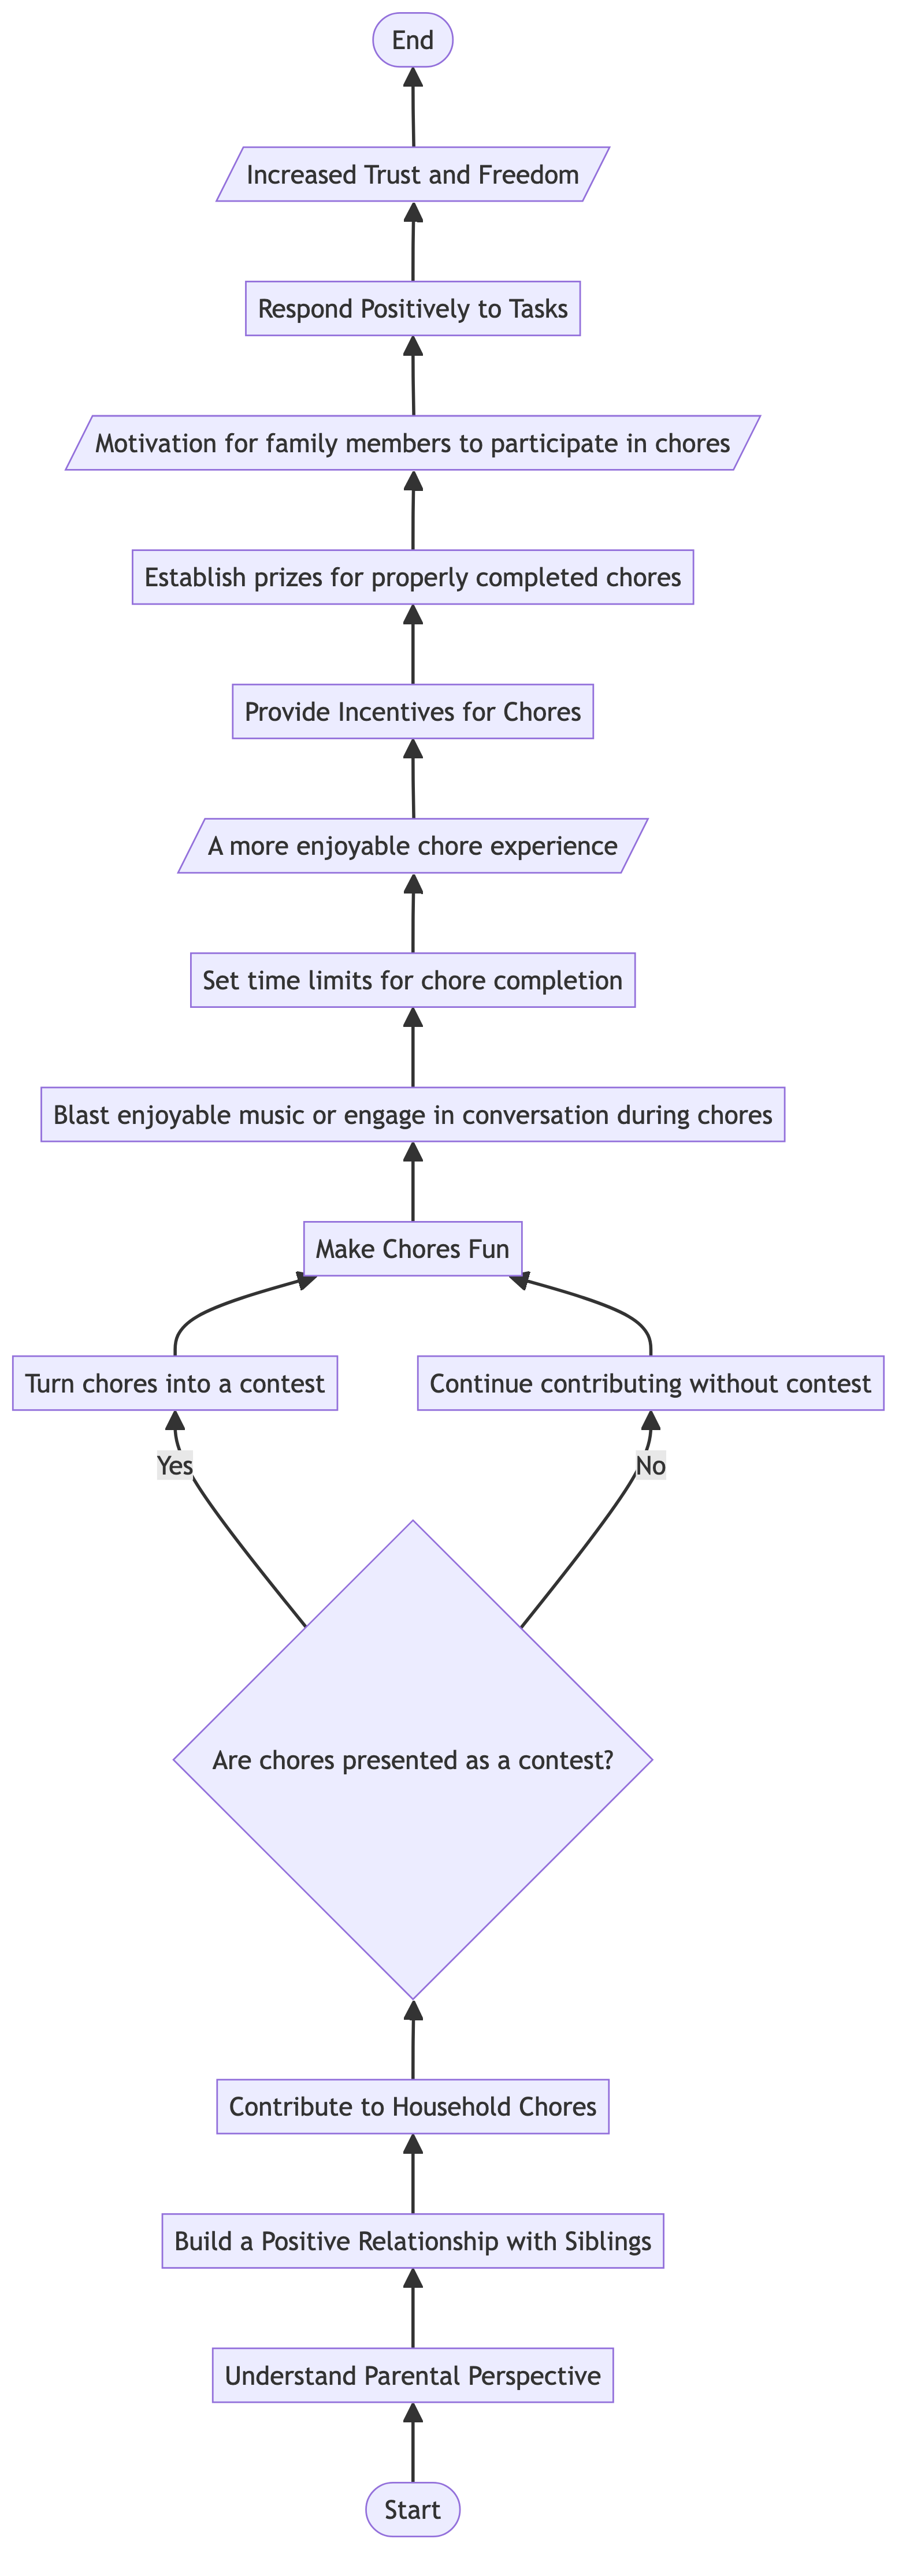 End
Increased Trust and Freedom
Respond Positively to Tasks
Motivation for family members to participate in chores
Establish prizes for properly completed chores
Provide Incentives for Chores
A more enjoyable chore experience
Set time limits for chore completion
Blast enjoyable music or engage in conversation during chores
Make Chores Fun
Turn chores into a contest
Continue contributing without contest
Yes
No
Are chores presented as a contest?
Contribute to Household Chores
Build a Positive Relationship with Siblings
Understand Parental Perspective
Start